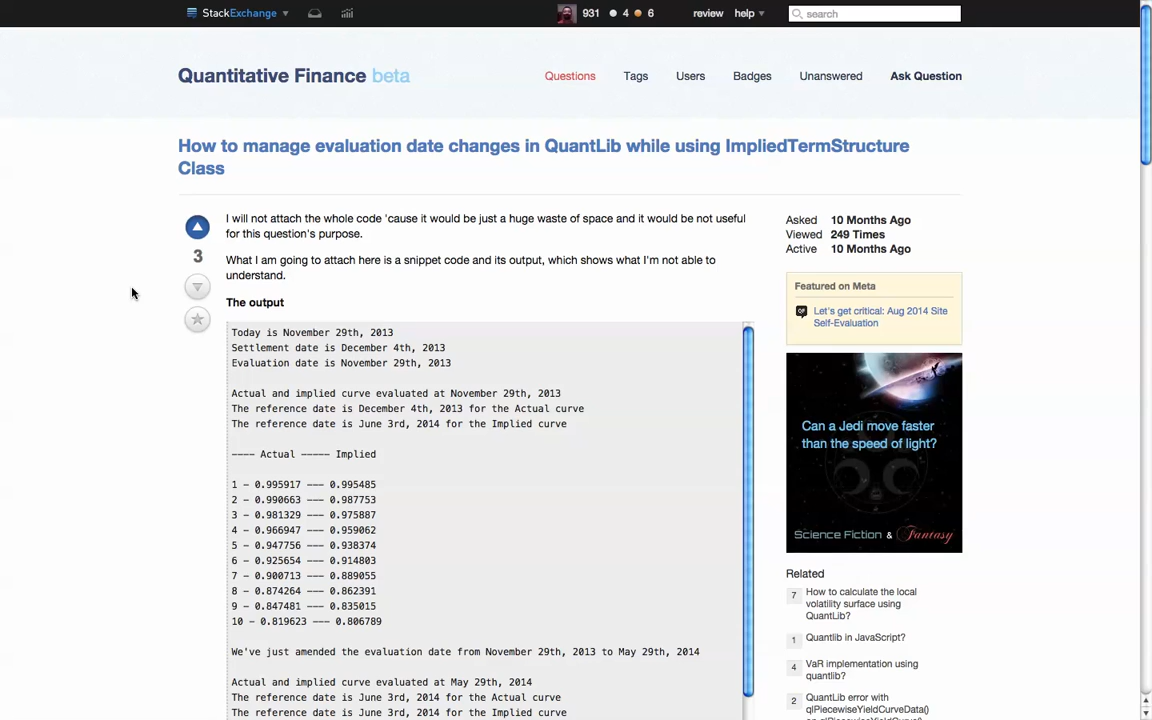 StackExchange
931 4 6
review help
search
Quantitative Finance beta
Questions Tags Users Badges Unanswered Ask Question
How to manage evaluation date changes in QuantLib while using ImpliedTermStructure
Class
I will not attach the whole code 'cause it would be just a huge waste of space and it would be not useful
for this question's purpose.
What I am going to attach here is a snippet code and its output, which shows what I'm not able to
understand.
3
The output
Today is November 29th, 2013
Settlement date is December 4th, 2013
Evaluation date is November 29th, 2013
Actual and implied curve evaluated at November 29th, 2013
The reference date is December 4th, 2013 for the Actual curve
The reference date is June 3rd, 2014 for the Implied curve
---- Actual ----- Implied
1 - 0.995917 --- 0.995485
2 - 0.990663 --- 0.987753
3 - 0.981329 --- 0.975887
4 - 0.966947 --- 0.959062
5 - 0.947756 --- 0.938374
6 - 0.925654 --- 0.914803
7 - 0.900713 --- 0.889055
8 - 0.874264 --- 0.862391
9 - 0.847481 --- 0.835015
10 - 0.819623 --- 0.806789
We've just amended the evaluation date from November 29th, 2013 to May 29th, 2014
Actual and implied curve evaluated at May 29th, 2014
The reference date is June 3rd, 2014 for the Actual curve
The reference date is June 3rd, 2014 for the Implied curve
Asked 10 Months Ago
Viewed 249 Times
Active 10 Months Ago
Featured on Meta
Let's get critical: Aug 2014 Site
Self-Evaluation
Can a Jedi move faster
than the speed of light?
Science Fiction & Fantasy
Related
7 How to calculate the local
volatility surface using
QuantLib?
1 Quantlib in JavaScript?
4 VaR implementation using
quantlib?
2 QuantLib error with
qlPiecewiseYieldCurveData()